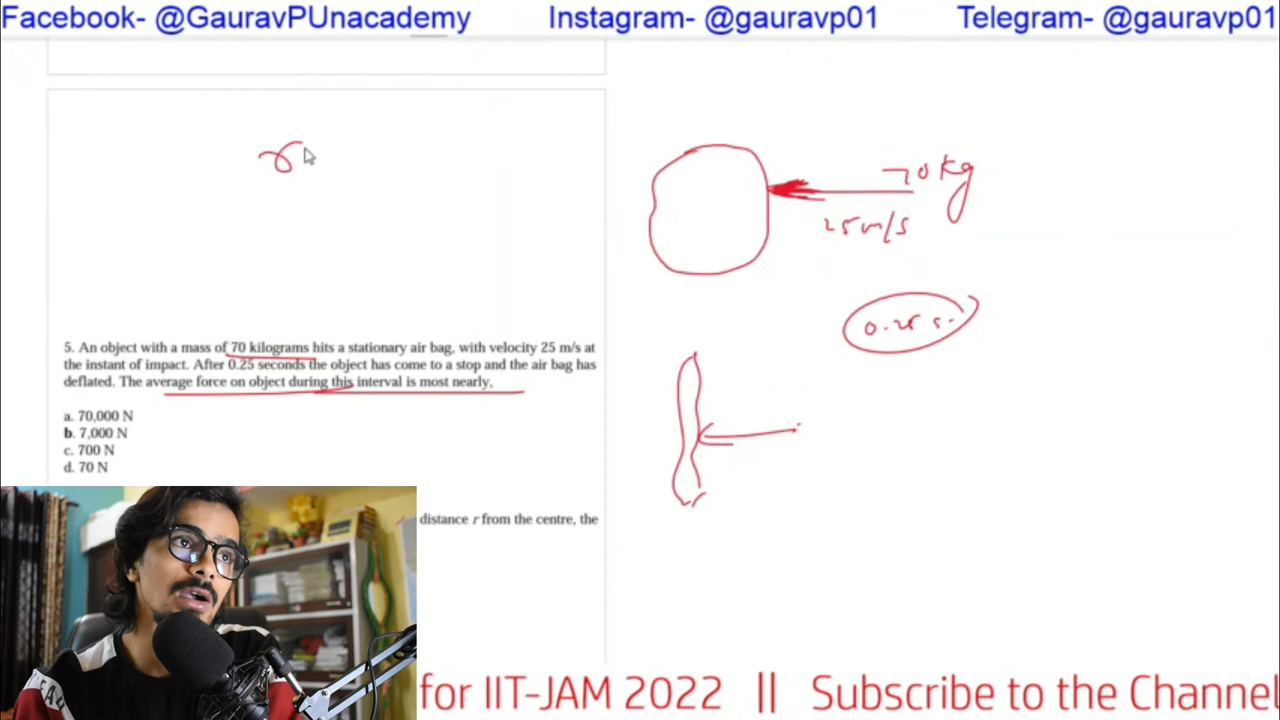 Facebook- @GauravPUnacademy Instagram- @gauravp01 Telegram- @gauravp01
70 kg
25 m/s
0.25 s.
5. An object with a mass of 70 kilograms hits a stationary air bag, with velocity 25 m/s at
the instant of impact. After 0.25 seconds the object has come to a stop and the air bag has
deflated. The average force on object during this interval is most nearly,
a. 70,000 N
b. 7,000 N
c. 700 N
d. 70 N
distance r from the centre, the
for IIT-JAM 2022 || Subscribe to the Channel